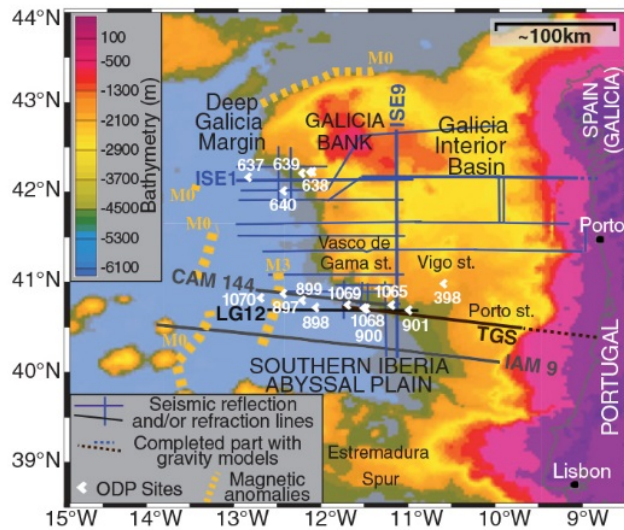 44°N
43°N
42°N
41°N
40°N
39°N
15°W
14°W
13°W
12°W
11°W
10°W
9°W
Bathymetry (m)
100
-500
-1300
-2100
-2900
-3700
-4500
-5300
-6100
~100km
M0
Deep
Galicia
Margin
GALICIA
BANK
ISE9
Galicia
Interior
Basin
SPAIN
(GALICIA)
637
639
638
ISE1
640
M0
M0
Porto
Vasco de
Gama st.
Vigo st.
M3
CAM 144
899
1069
1065
398
1070
897
LG12
898
1068
900
901
Porto st.
TGS
M0
IAM 9
SOUTHERN IBERIA
ABYSSAL PLAIN
PORTUGAL
Seismic reflection
and/or refraction lines
Completed part with
gravity models
ODP Sites
Magnetic
anomalies
Estremadura
Spur
Lisbon